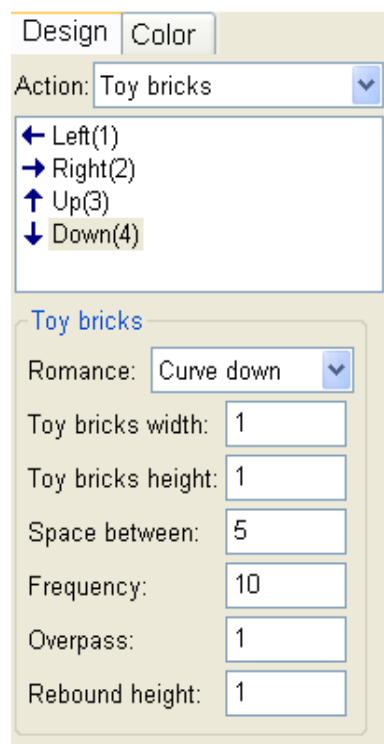 Design Color
Action: Toy bricks
Left(1)
Right(2)
Up(3)
Down(4)
Toy bricks
Romance: Curve down
Toy bricks width: 1
Toy bricks height: 1
Space between: 5
Frequency: 10
Overpass: 1
Rebound height: 1